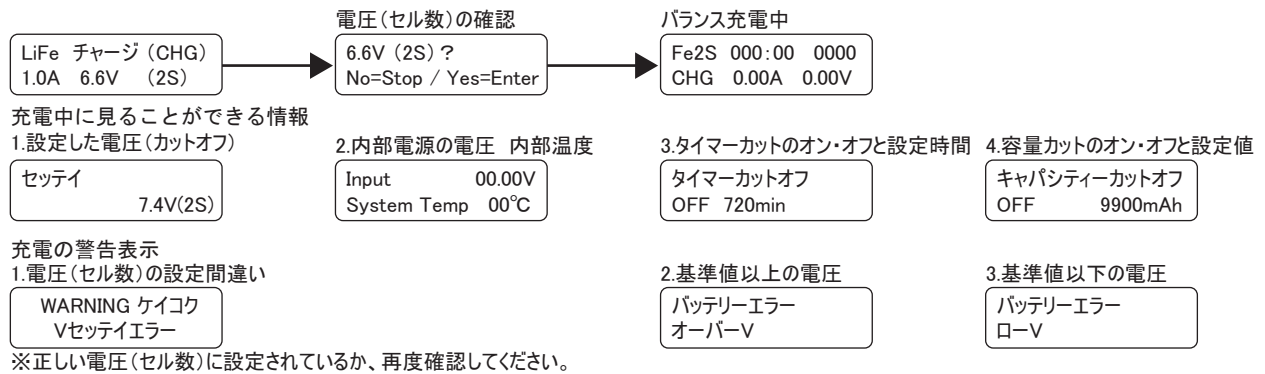 電圧(セル数)の確認
バランス充電中
LiFe チャージ (CHG)
1.0A 6.6V (2S)
6.6V (2S) ?
No=Stop / Yes=Enter
Fe2S 000:00 0000
CHG 0.00A 0.00V
充電中に見ることができる情報
1.設定した電圧(カットオフ)
2.内部電源の電圧 内部温度
3.タイマーカットのオン・オフと設定時間
4.容量カットのオン・オフと設定値
セッテイ
7.4V(2S)
Input 00.00V
System Temp 00℃
タイマーカットオフ
OFF 720min
キャパシティーカットオフ
OFF 9900mAh
充電の警告表示
1.電圧(セル数)の設定間違い
2.基準値以上の電圧
3.基準値以下の電圧
WARNING ケイコク
Vセッテイエラー
バッテリーエラー
オーバーV
バッテリーエラー
ローV
※正しい電圧(セル数)に設定されているか、再度確認してください。